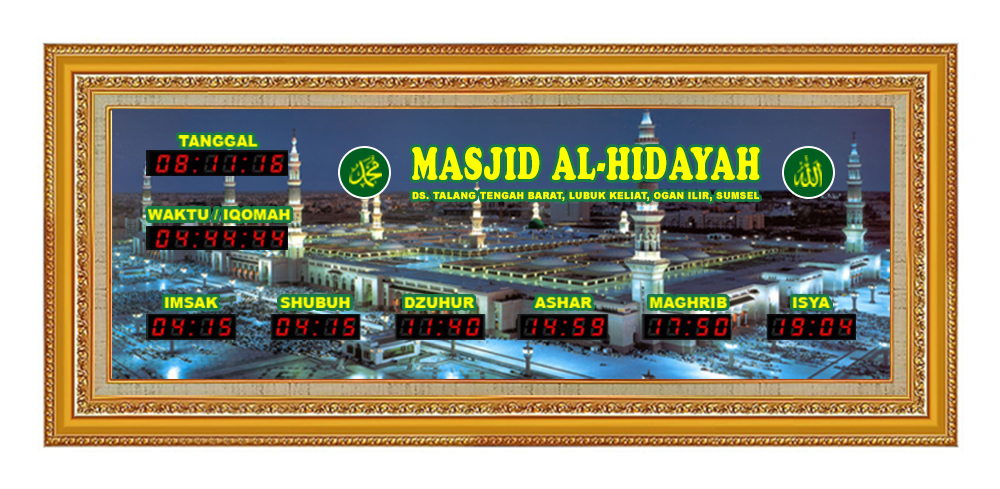 TANGGAL
08:11:16
محمد
MASJID AL-HIDAYAH
الله
DS. TALANG TENGAH BARAT, LUBUK KELIAT, OGAN ILIR, SUMSEL
WAKTU / IQOMAH
04:44:44
IMSAK SHUBUH DZUHUR ASHAR MAGHRIB ISYA
04:15 04:15 11:40 14:59 17:50 19:04